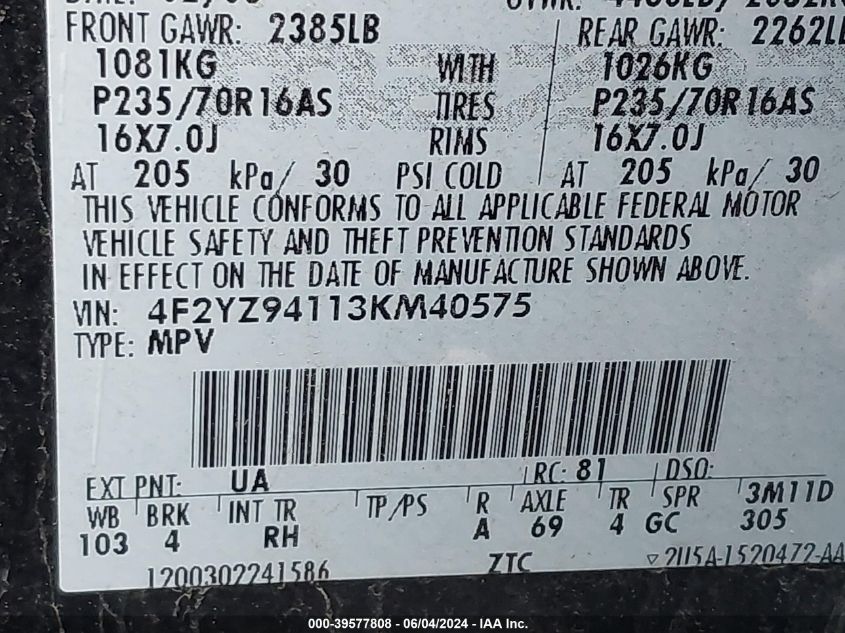 FRONT GAWR: 2385LB REAR GAWR: 2262LB
1081KG WITH 1026KG
P235/70R16AS TIRES P235/70R16AS
16X7.0J RIMS 16X7.0J
AT 205 kPa/ 30 PSI COLD AT 205 kPa/ 30
THIS VEHICLE CONFORMS TO ALL APPLICABLE FEDERAL MOTOR
VEHICLE SAFETY AND THEFT PREVENTION STANDARDS
IN EFFECT ON THE DATE OF MANUFACTURE SHOWN ABOVE.
VIN: 4F2YZ94113KM40575
TYPE: MPV
EXT PNT: UA RC: 81 DSO:
WB BRK INT TR TP/PS R AXLE TR SPR 3M11D
103 4 RH A 69 4 GC 305
1200302241586 ZTC ▽2U5A-1520472-AA
000-39577808 - 06/04/2024 - IAA Inc.